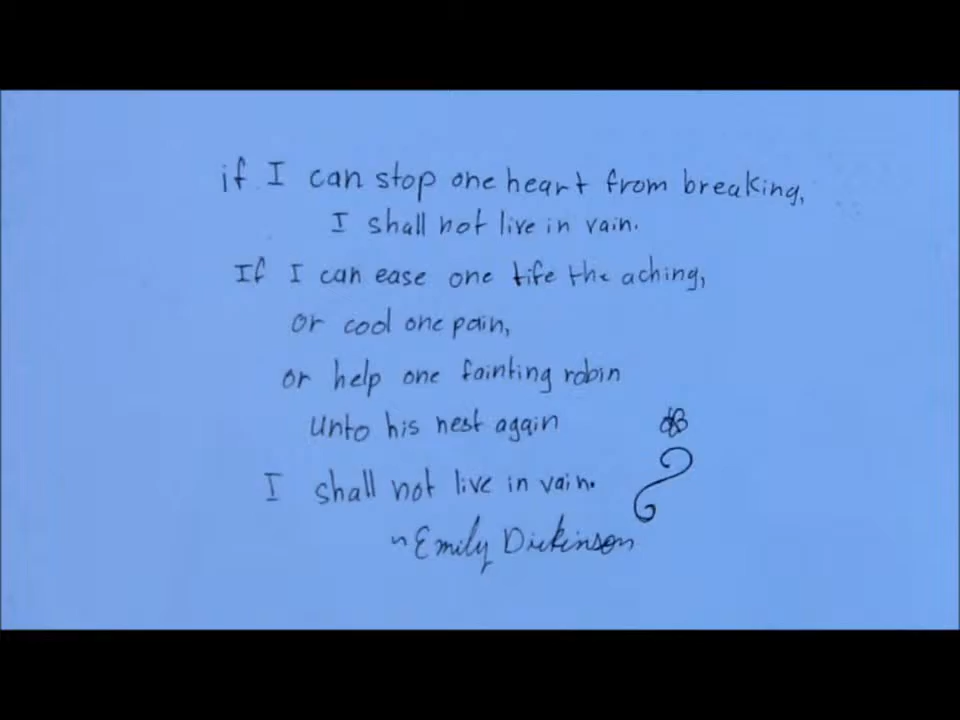 if I can stop one heart from breaking,
I shall not live in vain.
If I can ease one life the aching,
or cool one pain,
or help one fainting robin
Unto his nest again
I shall not live in vain.
~Emily Dickinson